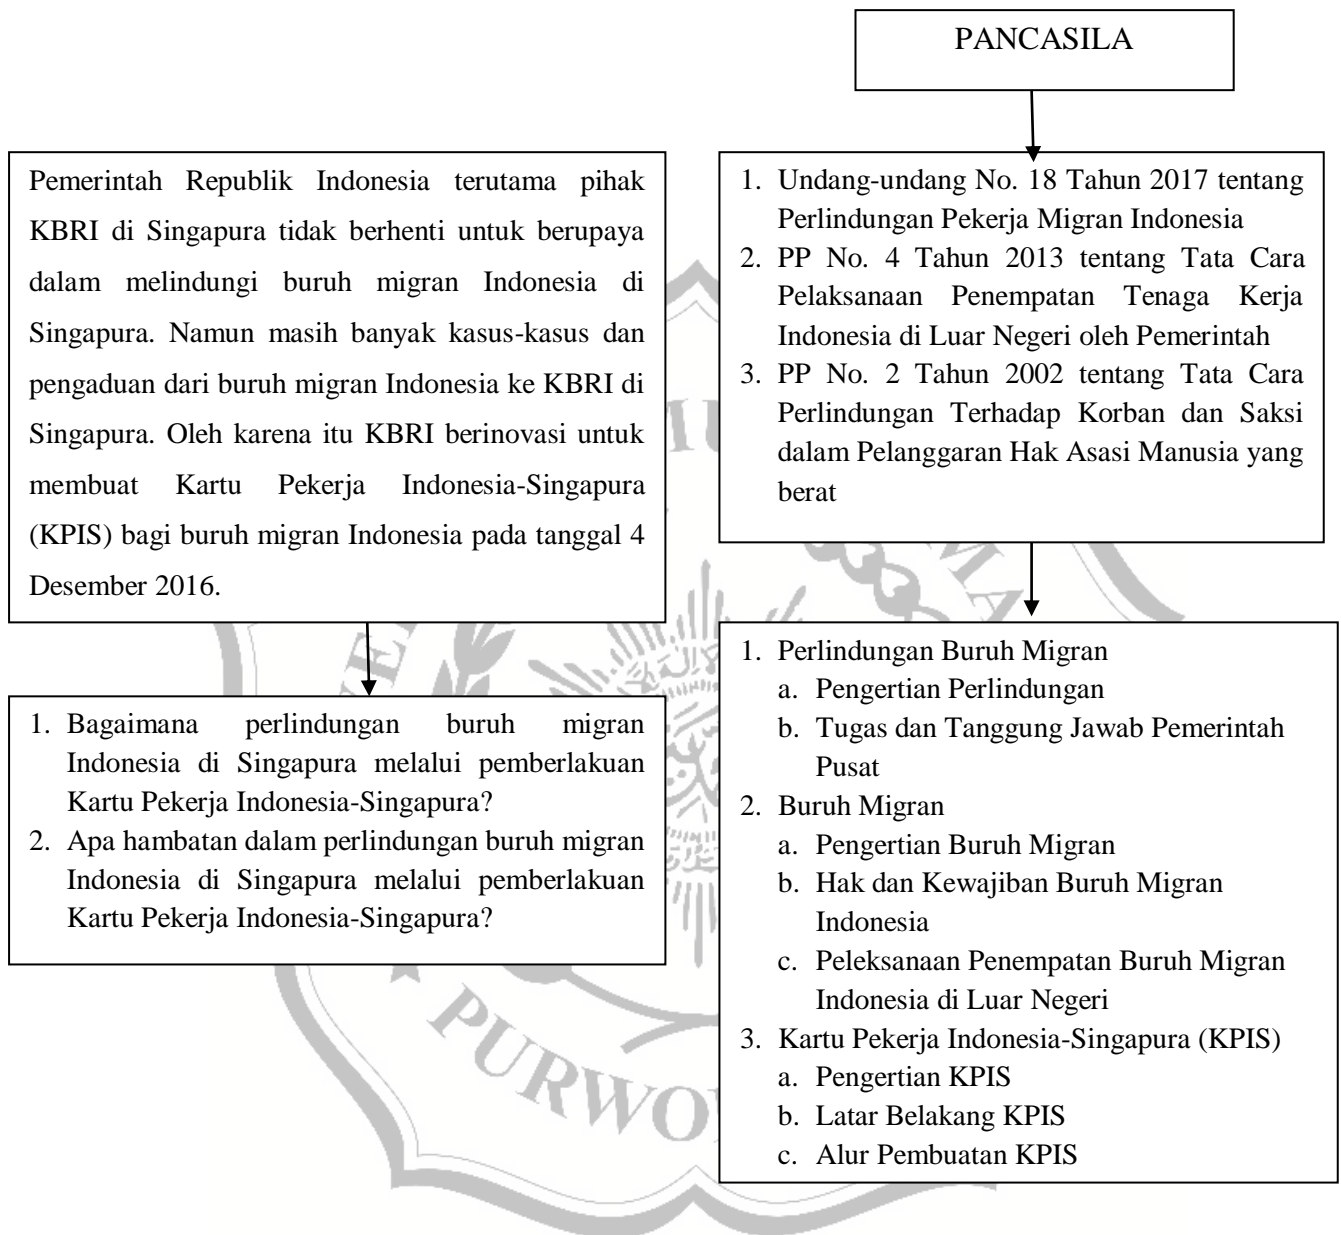 PANCASILA
Pemerintah Republik Indonesia terutama pihak
KBRI di Singapura tidak berhenti untuk berupaya
dalam melindungi buruh migran Indonesia di
Singapura. Namun masih banyak kasus-kasus dan
pengaduan dari buruh migran Indonesia ke KBRI di
Singapura. Oleh karena itu KBRI berinovasi untuk
membuat Kartu Pekerja Indonesia-Singapura
(KPIS) bagi buruh migran Indonesia pada tanggal 4
Desember 2016.
1. Bagaimana perlindungan buruh migran
Indonesia di Singapura melalui pemberlakuan
Kartu Pekerja Indonesia-Singapura?
2. Apa hambatan dalam perlindungan buruh migran
Indonesia di Singapura melalui pemberlakuan
Kartu Pekerja Indonesia-Singapura?
1. Undang-undang No. 18 Tahun 2017 tentang
Perlindungan Pekerja Migran Indonesia
2. PP No. 4 Tahun 2013 tentang Tata Cara
Pelaksanaan Penempatan Tenaga Kerja
Indonesia di Luar Negeri oleh Pemerintah
3. PP No. 2 Tahun 2002 tentang Tata Cara
Perlindungan Terhadap Korban dan Saksi
dalam Pelanggaran Hak Asasi Manusia yang
berat
1. Perlindungan Buruh Migran
a. Pengertian Perlindungan
b. Tugas dan Tanggung Jawab Pemerintah
Pusat
2. Buruh Migran
a. Pengertian Buruh Migran
b. Hak dan Kewajiban Buruh Migran
Indonesia
c. Peleksanaan Penempatan Buruh Migran
Indonesia di Luar Negeri
3. Kartu Pekerja Indonesia-Singapura (KPIS)
a. Pengertian KPIS
b. Latar Belakang KPIS
c. Alur Pembuatan KPIS